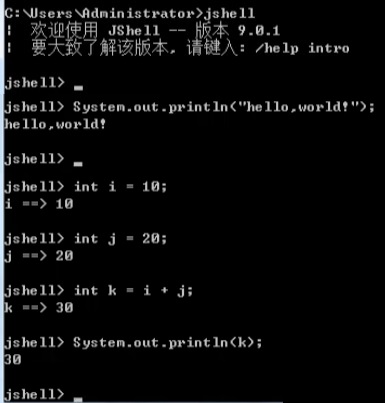 C:\Users\Administrator>jshell
|  欢迎使用 JShell -- 版本 9.0.1
|  要大致了解该版本, 请键入: /help intro
jshell> _
jshell> System.out.println("hello,world!");
hello,world!
jshell> _
jshell> int i = 10;
i ==> 10
jshell> int j = 20;
j ==> 20
jshell> int k = i + j;
k ==> 30
jshell> System.out.println(k);
30
jshell> _